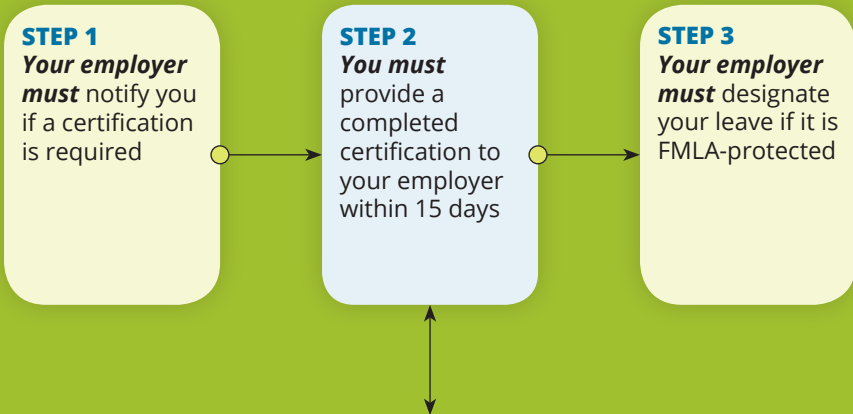 STEP 1
Your employer
must notify you
if a certification
is required
STEP 2
You must
provide a
completed
certification to
your employer
within 15 days
STEP 3
Your employer
must designate
your leave if it is
FMLA-protected